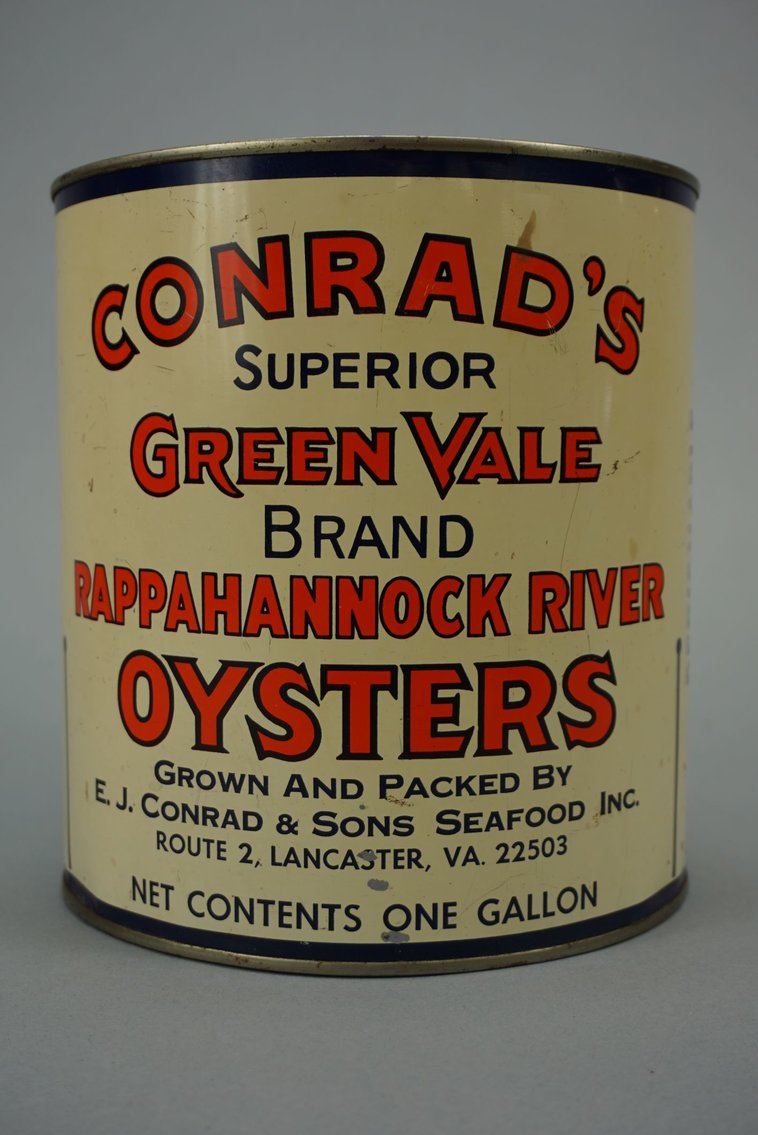 CONRAD'S
SUPERIOR
GREEN VALE
BRAND
RAPPAHANNOCK RIVER
OYSTERS
GROWN AND PACKED BY
E. J. CONRAD & SONS SEAFOOD INC.
ROUTE 2, LANCASTER, VA. 22503
NET CONTENTS ONE GALLON